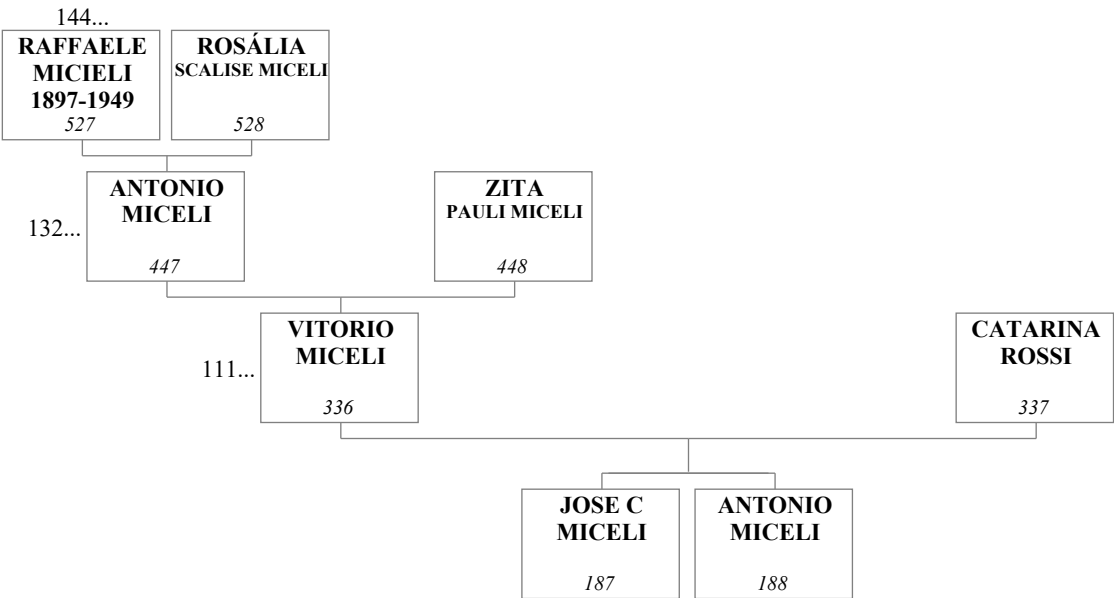 144...
RAFFAELE
MICIELI
1897-1949
527
ROSÁLIA
SCALISE MICELI
528
132...
ANTONIO
MICELI
447
ZITA
PAULI MICELI
448
111...
VITORIO
MICELI
336
CATARINA
ROSSI
337
JOSE C
MICELI
187
ANTONIO
MICELI
188